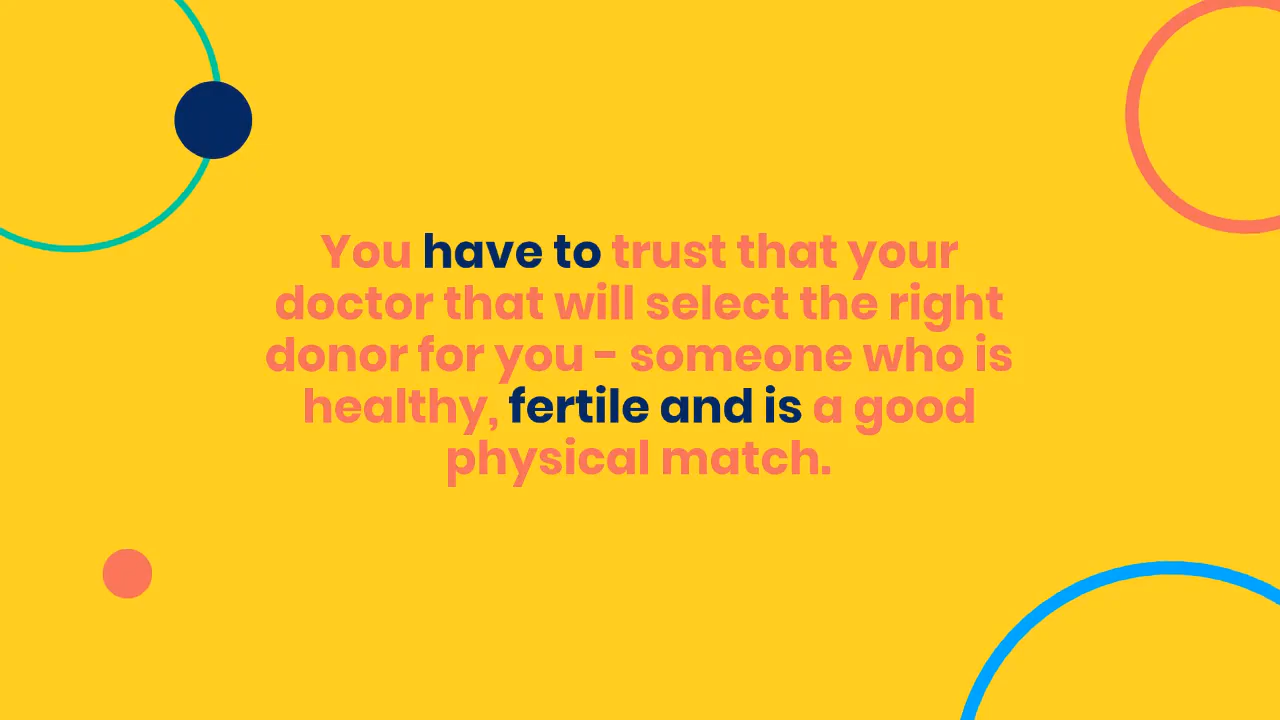 You have to trust that your
doctor that will select the right
donor for you - someone who is
healthy, fertile and is a good
physical match.